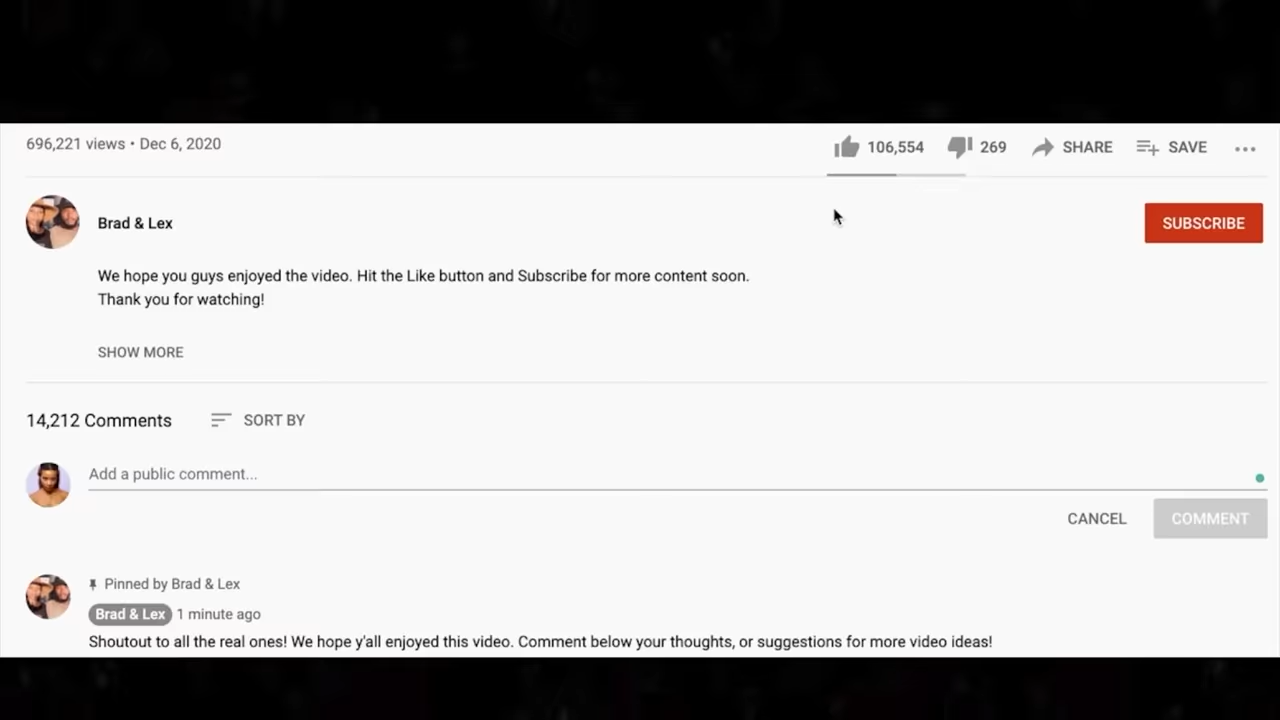 696,221 views • Dec 6, 2020
106,554
269
SHARE
SAVE
Brad & Lex
SUBSCRIBE
We hope you guys enjoyed the video. Hit the Like button and Subscribe for more content soon.
Thank you for watching!
SHOW MORE
14,212 Comments
SORT BY
Add a public comment...
CANCEL
COMMENT
Pinned by Brad & Lex
Brad & Lex 1 minute ago
Shoutout to all the real ones! We hope y'all enjoyed this video. Comment below your thoughts, or suggestions for more video ideas!